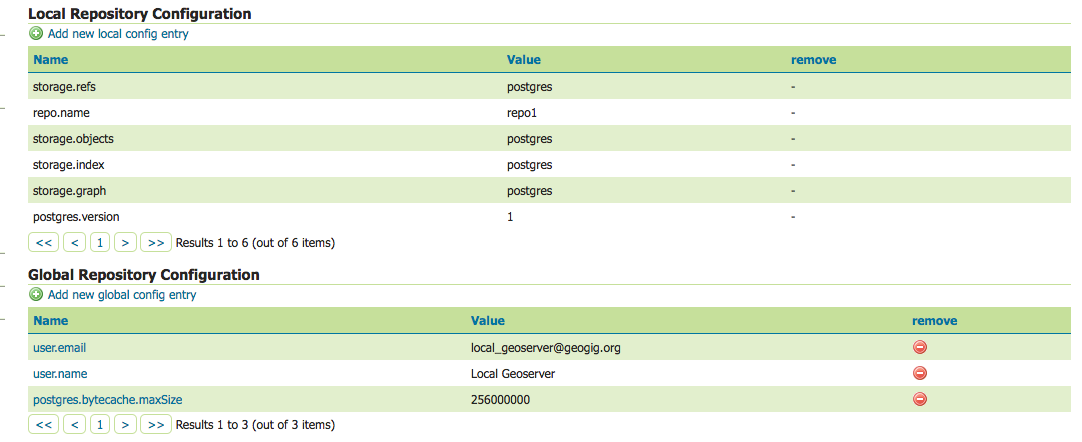 Local Repository Configuration
Add new local config entry
Name Value remove
storage.refs postgres -
repo.name repo1 -
storage.objects postgres -
storage.index postgres -
storage.graph postgres -
postgres.version 1 -
<< < 1 > >> Results 1 to 6 (out of 6 items)
Global Repository Configuration
Add new global config entry
Name Value remove
user.email local_geoserver@geogig.org
user.name Local Geoserver
postgres.bytecache.maxSize 256000000
<< < 1 > >> Results 1 to 3 (out of 3 items)